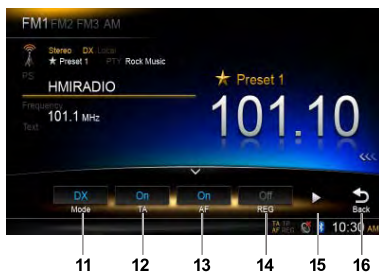 FM1 FM2 FM3 AM
Stereo DX Local
★ Preset 1 PTY Rock Music
PS
HMIRADIO
Frequency
101.1 MHz
Text
★ Preset 1
101.10
DX On On Off
Mode TA AF REG Back
TA TP
AF REG
10:30 AM
11 12 13 14 15 16